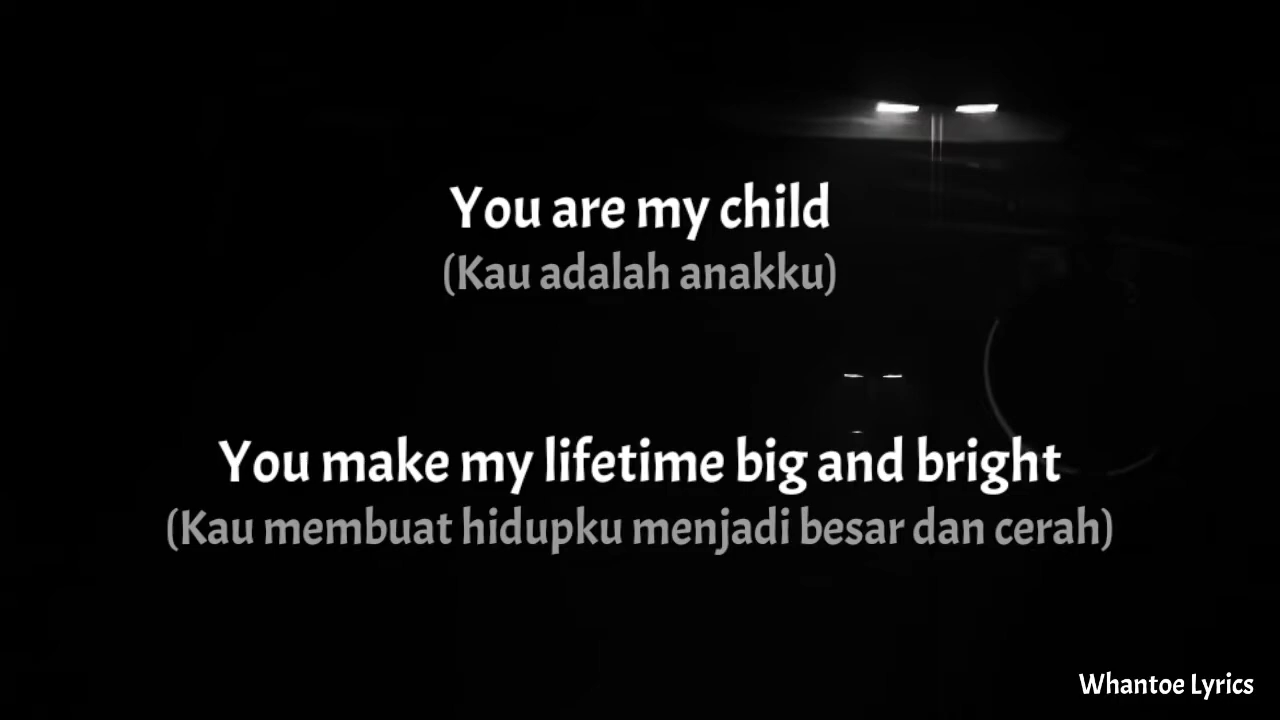 You are my child
(Kau adalah anakku)
You make my lifetime big and bright
(Kau membuat hidupku menjadi besar dan cerah)
Whantoe Lyrics